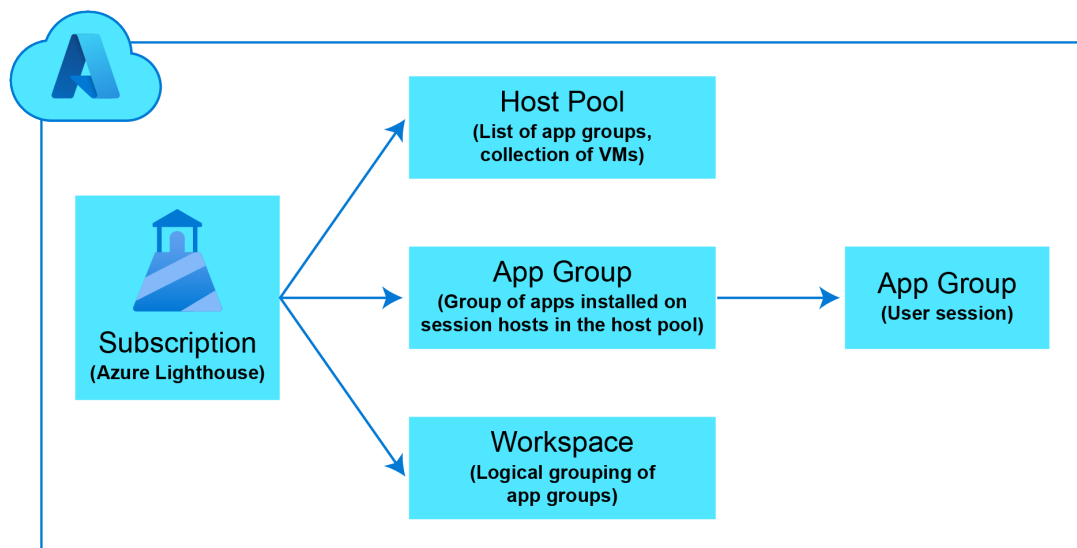 Host Pool
(List of app groups,
collection of VMs)
Subscription
(Azure Lighthouse)
App Group
(Group of apps installed on
session hosts in the host pool)
App Group
(User session)
Workspace
(Logical grouping of
app groups)